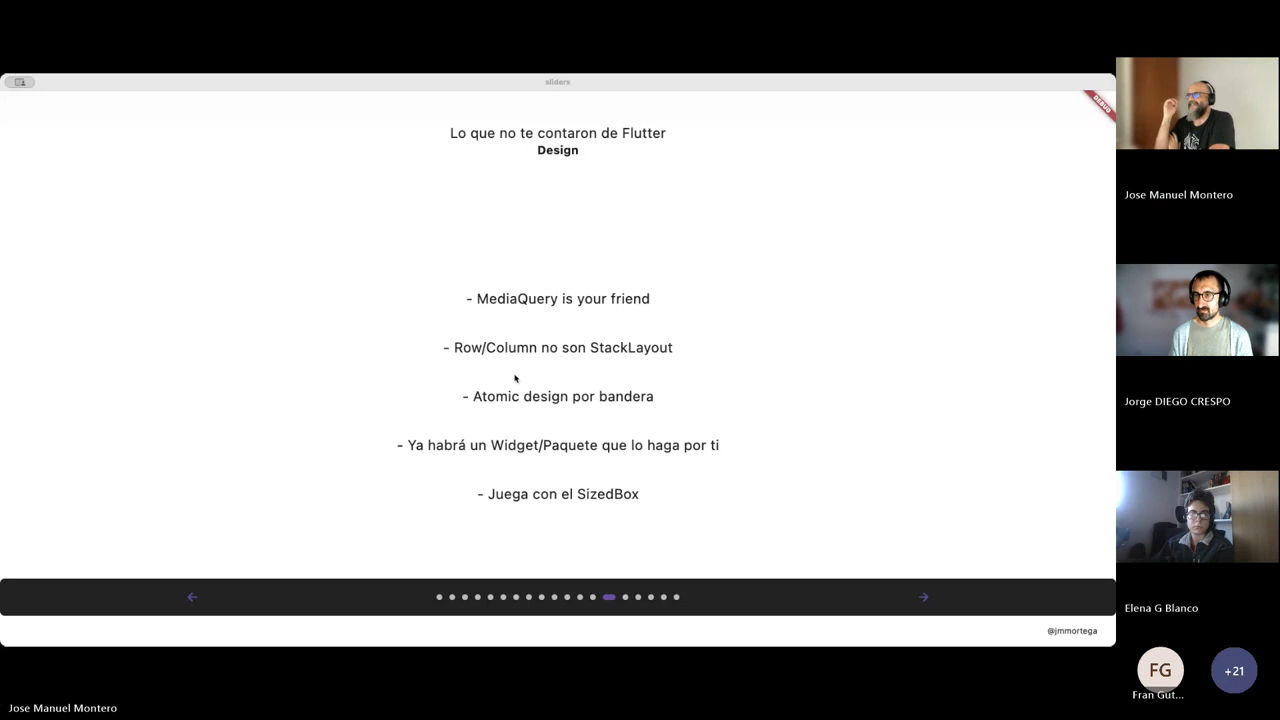 sliders
DEBUG
Lo que no te contaron de Flutter
Design
- MediaQuery is your friend
- Row/Column no son StackLayout
- Atomic design por bandera
- Ya habrá un Widget/Paquete que lo haga por ti
- Juega con el SizedBox
@jmmortega
Jose Manuel Montero
Jorge DIEGO CRESPO
Elena G Blanco
FG
Fran Gut...
+21
Jose Manuel Montero